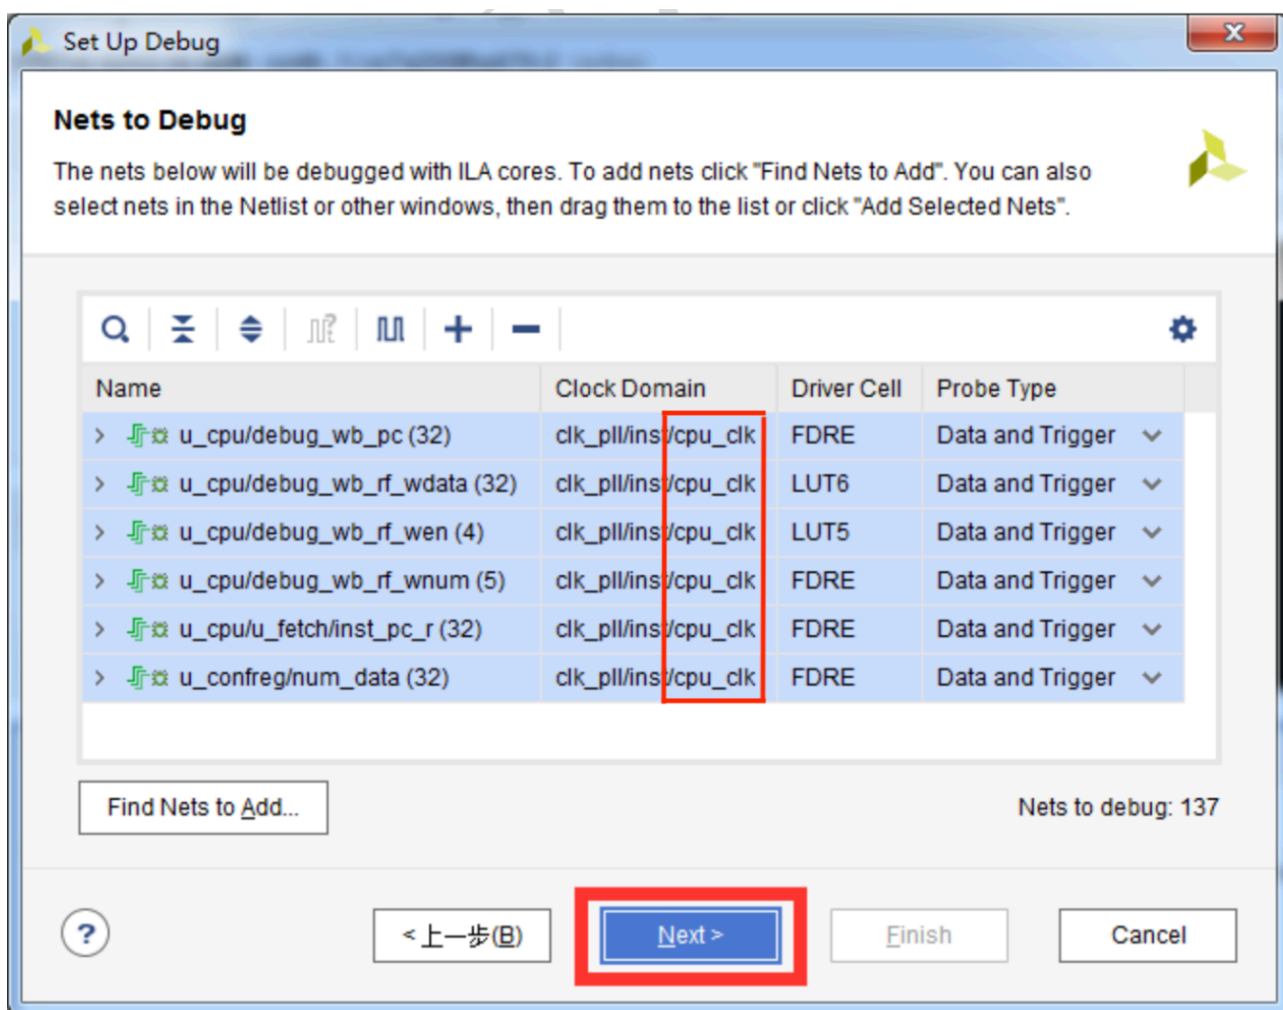 Set Up Debug
Nets to Debug
The nets below will be debugged with ILA cores. To add nets click "Find Nets to Add". You can also
select nets in the Netlist or other windows, then drag them to the list or click "Add Selected Nets".
Name Clock Domain Driver Cell Probe Type
u_cpu/debug_wb_pc (32) clk_pll/inst/cpu_clk FDRE Data and Trigger
u_cpu/debug_wb_rf_wdata (32) clk_pll/inst/cpu_clk LUT6 Data and Trigger
u_cpu/debug_wb_rf_wen (4) clk_pll/inst/cpu_clk LUT5 Data and Trigger
u_cpu/debug_wb_rf_wnum (5) clk_pll/inst/cpu_clk FDRE Data and Trigger
u_cpu/u_fetch/inst_pc_r (32) clk_pll/inst/cpu_clk FDRE Data and Trigger
u_confreg/num_data (32) clk_pll/inst/cpu_clk FDRE Data and Trigger
Find Nets to Add... Nets to debug: 137
? <上一步(B) Next > Finish Cancel